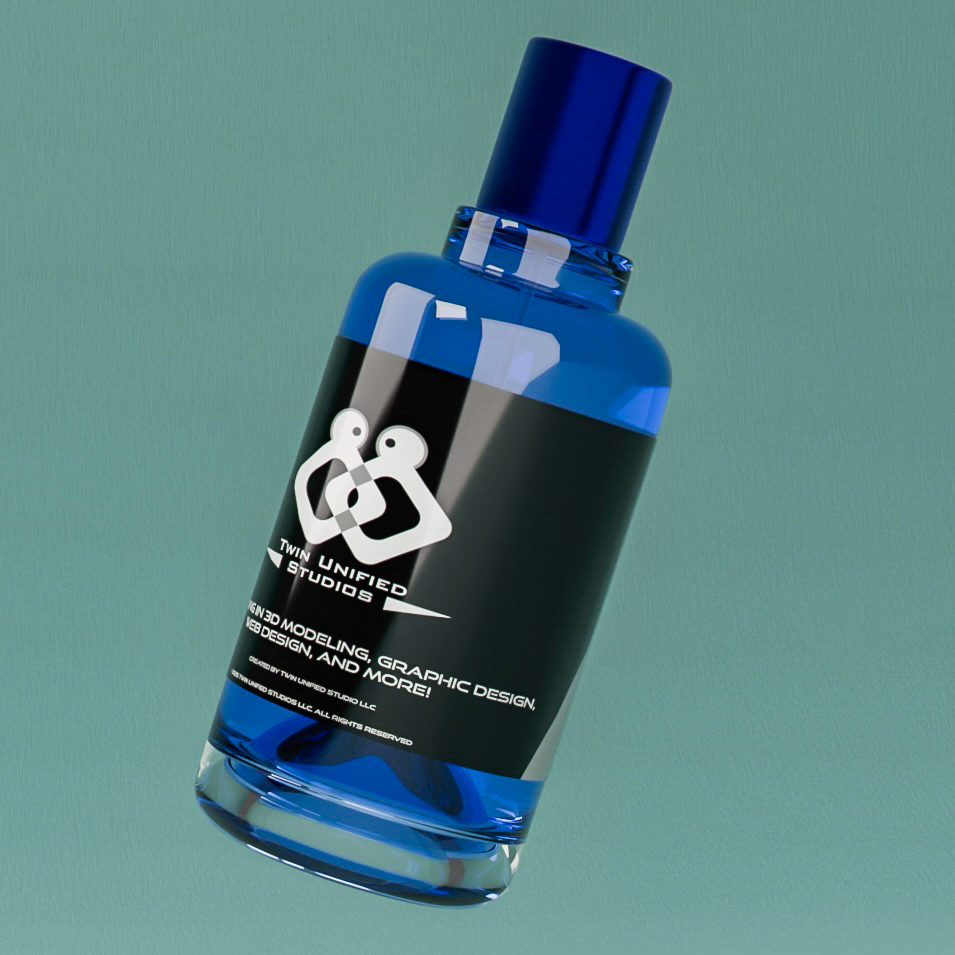 Twin Unified
Studios
NG IN 3D MODELING, GRAPHIC DESIGN,
WEB DESIGN, AND MORE!
CREATED BY TWIN UNIFIED STUDIO LLC
TWIN UNIFIED STUDIOS LLC. ALL RIGHTS RESERVED